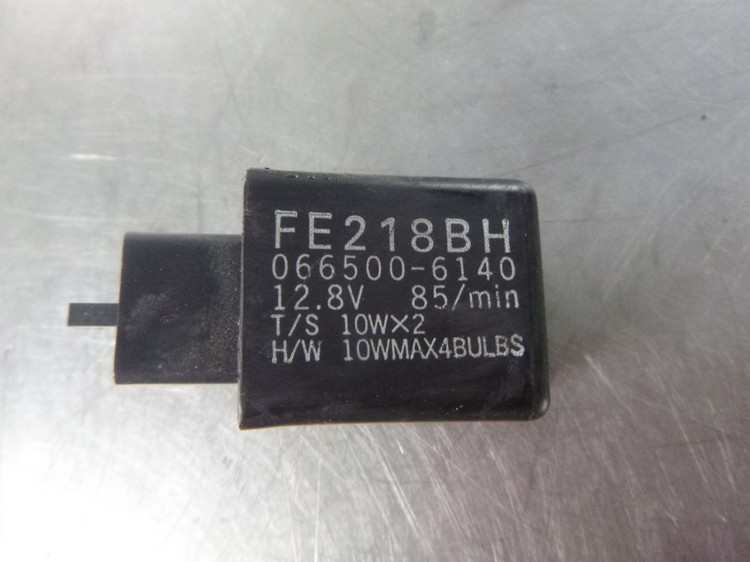 FE218BH
066500-6140
12.8V 85/min
T/S 10W×2
H/W 10WMAX4BULBS